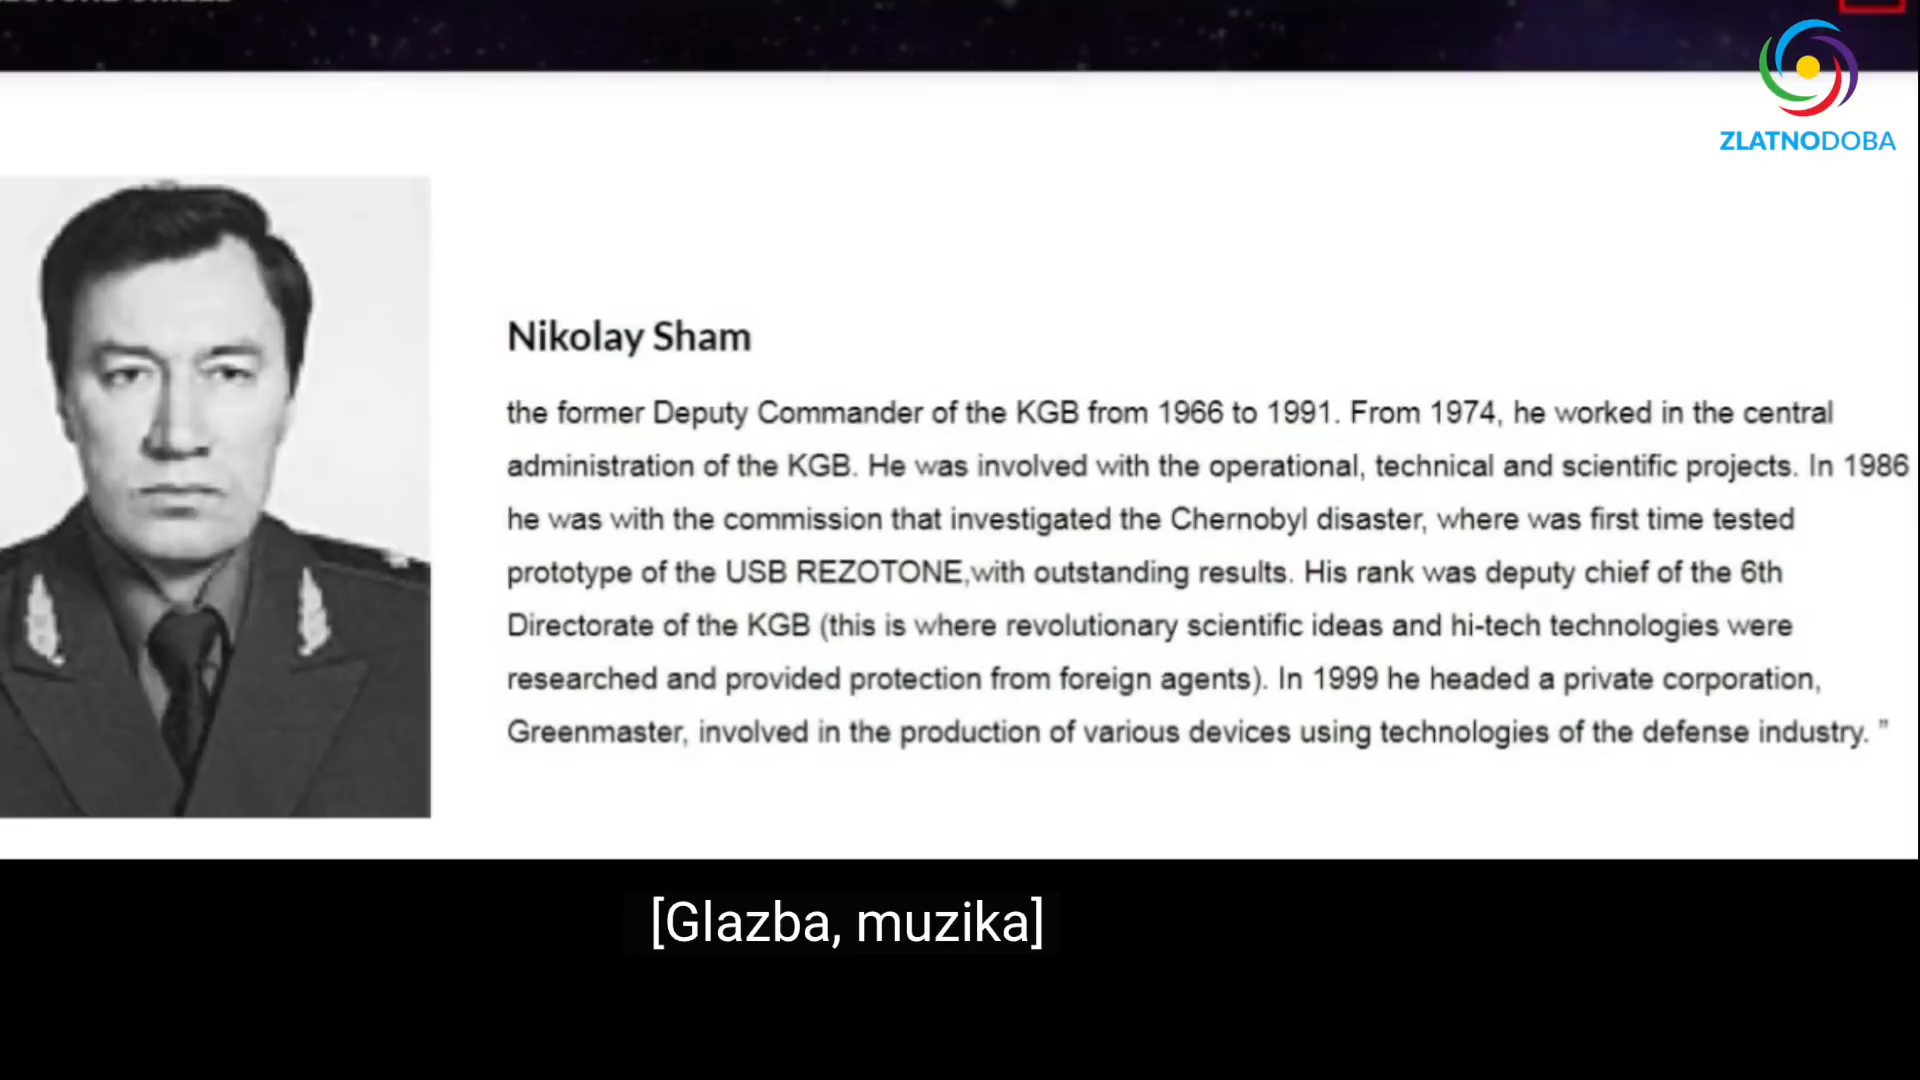 ZLATNODOBA
Nikolay Sham
the former Deputy Commander of the KGB from 1966 to 1991. From 1974, he worked in the central
administration of the KGB. He was involved with the operational, technical and scientific projects. In 1986
he was with the commission that investigated the Chernobyl disaster, where was first time tested
prototype of the USB REZOTONE,with outstanding results. His rank was deputy chief of the 6th
Directorate of the KGB (this is where revolutionary scientific ideas and hi-tech technologies were
researched and provided protection from foreign agents). In 1999 he headed a private corporation,
Greenmaster, involved in the production of various devices using technologies of the defense industry. ”
[Glazba, muzika]